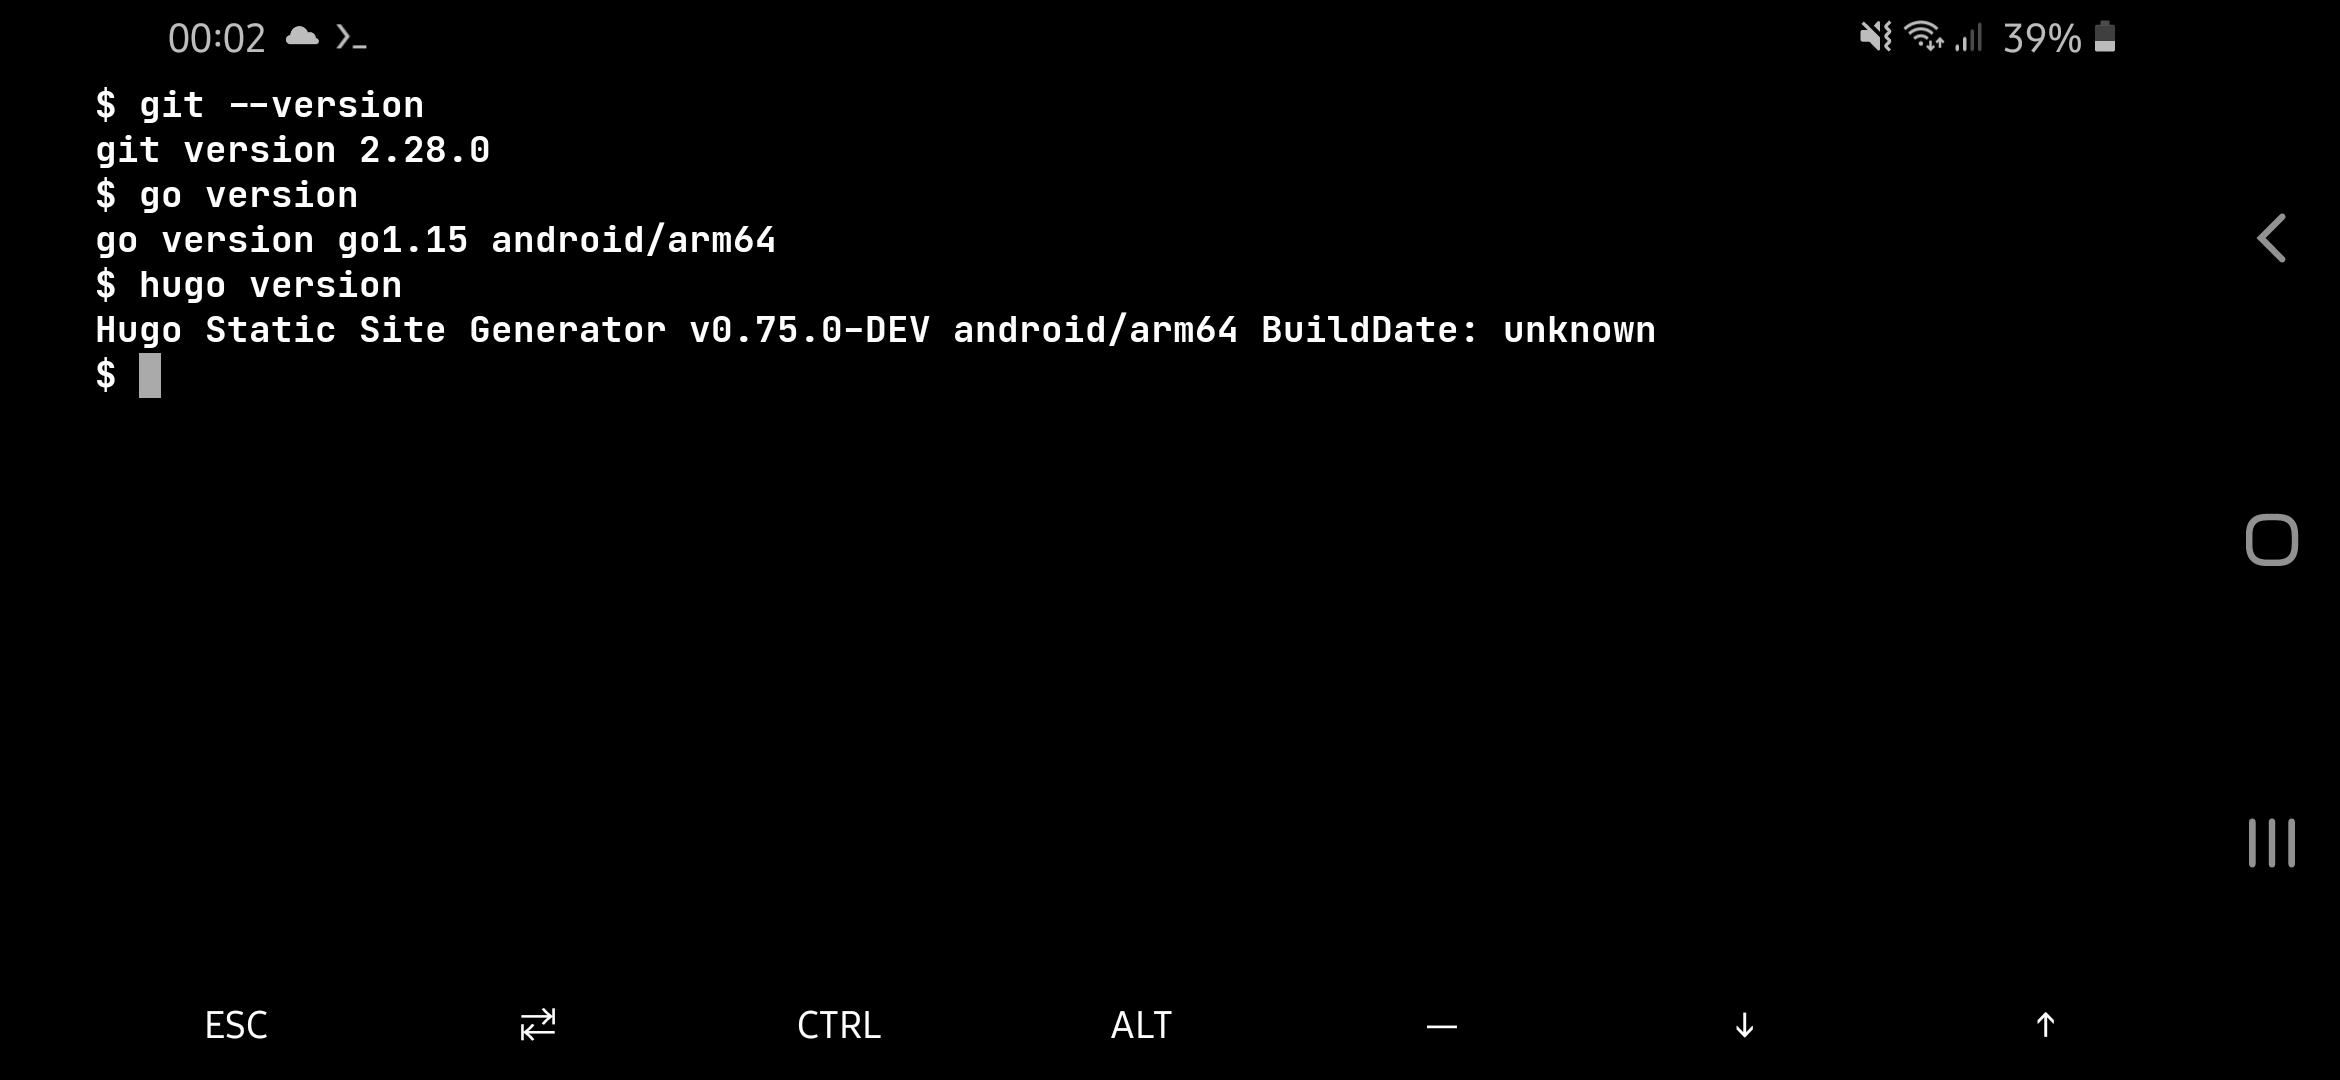 00:02 39%
$ git --version
git version 2.28.0
$ go version
go version go1.15 android/arm64
$ hugo version
Hugo Static Site Generator v0.75.0-DEV android/arm64 BuildDate: unknown
$
ESC ⇄ CTRL ALT — ↓ ↑